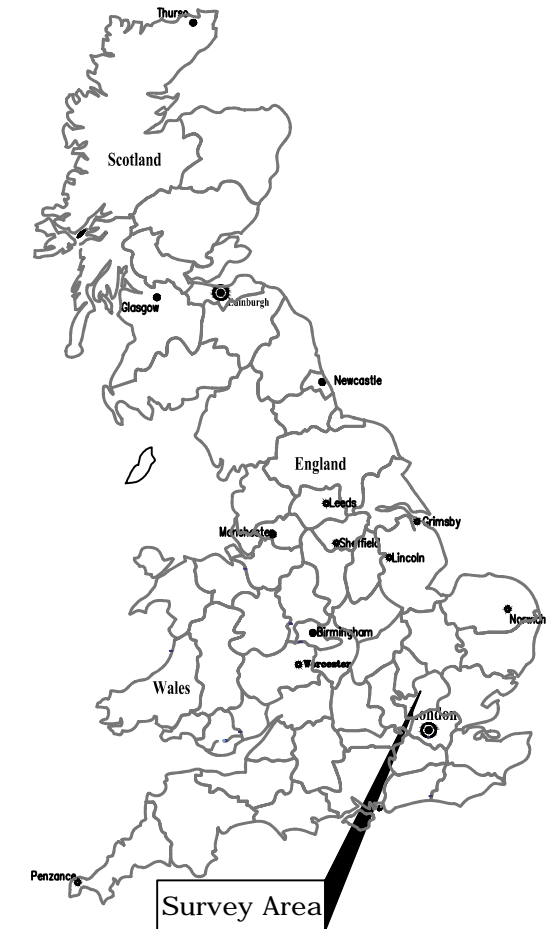 Thurso
Scotland
Edinburgh
Glasgow
Newcastle
England
Leeds
Grimsby
Manchester
Sheffield
Lincoln
Norwich
Birmingham
Worcester
Wales
London
Penzance
Survey Area